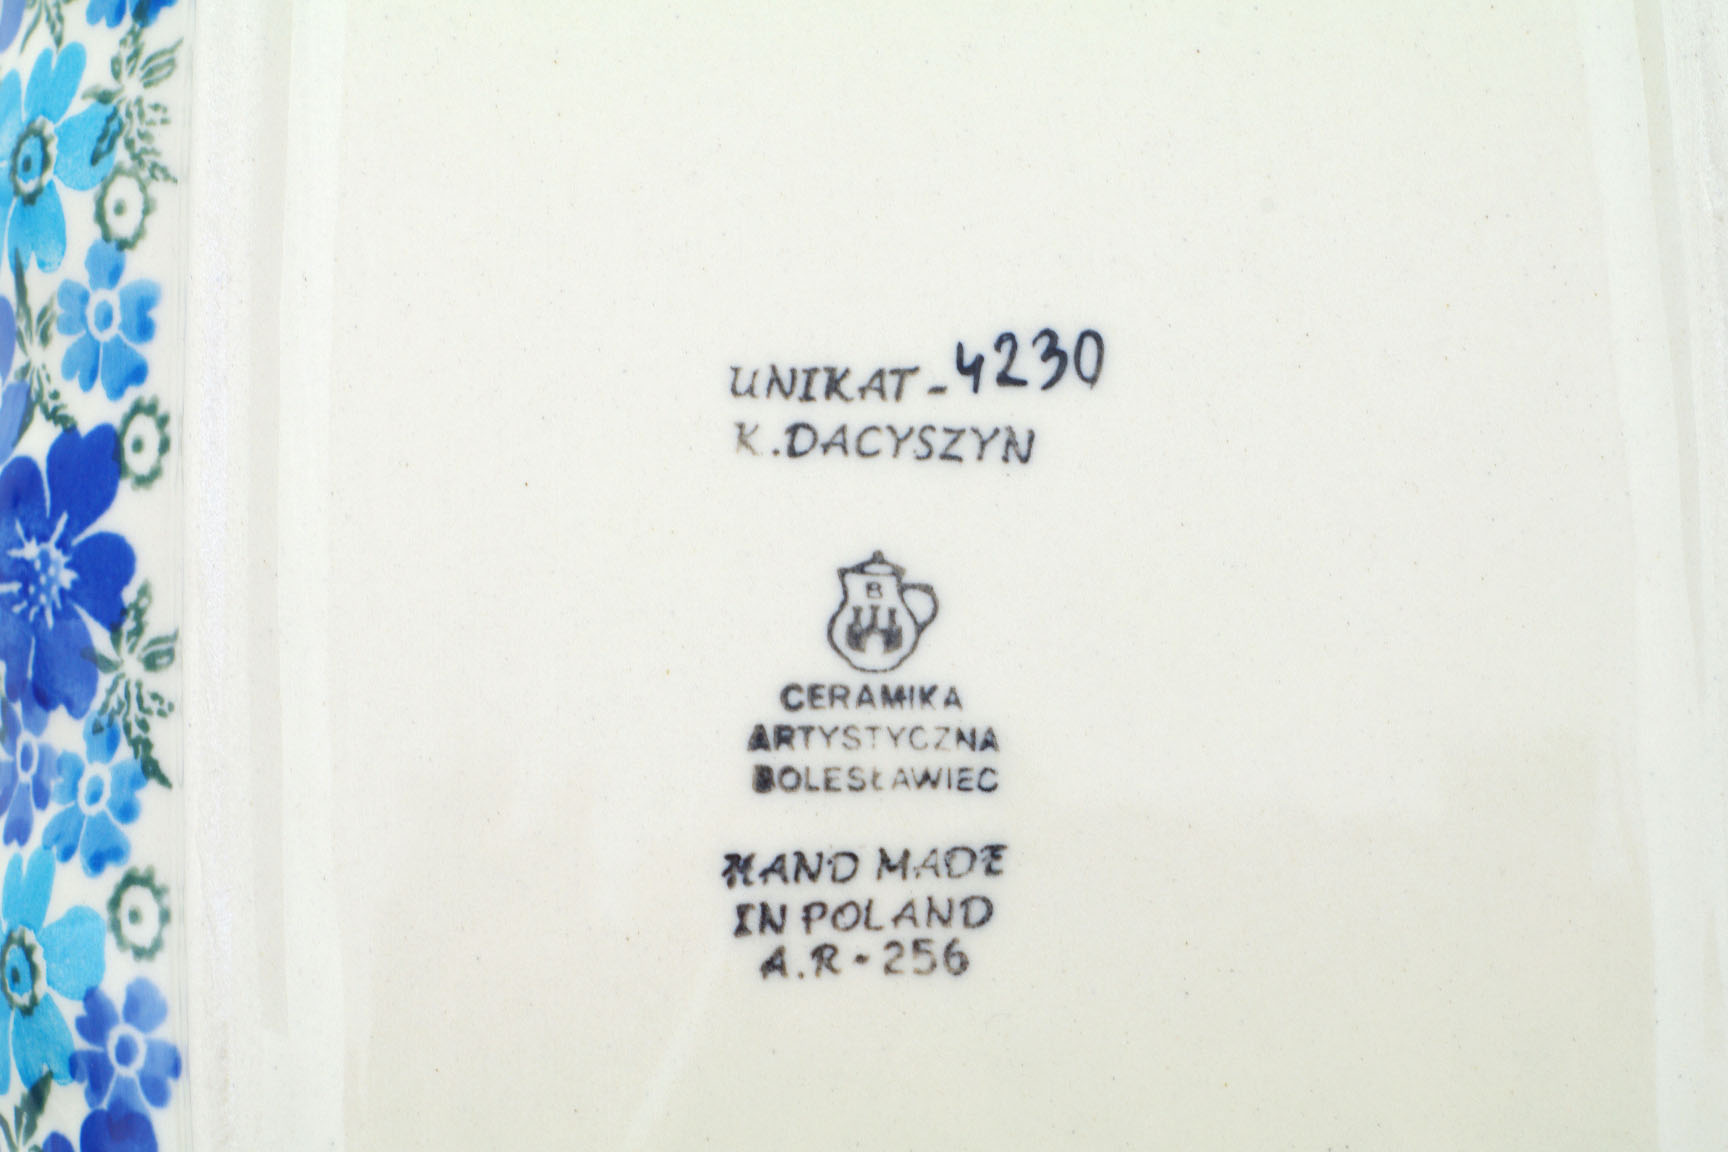 UNIKAT - 4230
K. DACYSZYN
B
CERAMIKA
ARTYSTYCZNA
BOLESŁAWIEC
HAND MADE
IN POLAND
A.R - 256